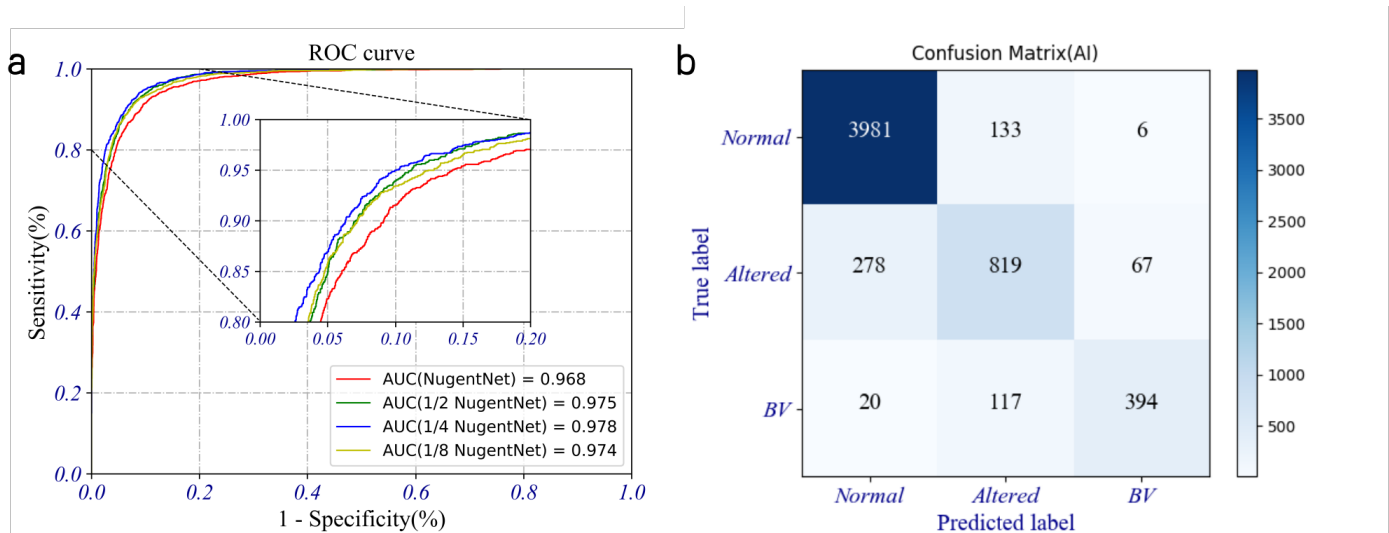 a
ROC curve
Sensitivity(%)
1.0
0.8
0.6
0.4
0.2
0.0
1.00
0.95
0.90
0.85
0.80
0.00 0.05 0.10 0.15 0.20
AUC(NugentNet) = 0.968
AUC(1/2 NugentNet) = 0.975
AUC(1/4 NugentNet) = 0.978
AUC(1/8 NugentNet) = 0.974
0.0 0.2 0.4 0.6 0.8 1.0
1 - Specificity(%)
b
Confusion Matrix(AI)
True label
Normal 3981 133 6
Altered 278 819 67
BV 20 117 394
Normal Altered BV
Predicted label
3500
3000
2500
2000
1500
1000
500